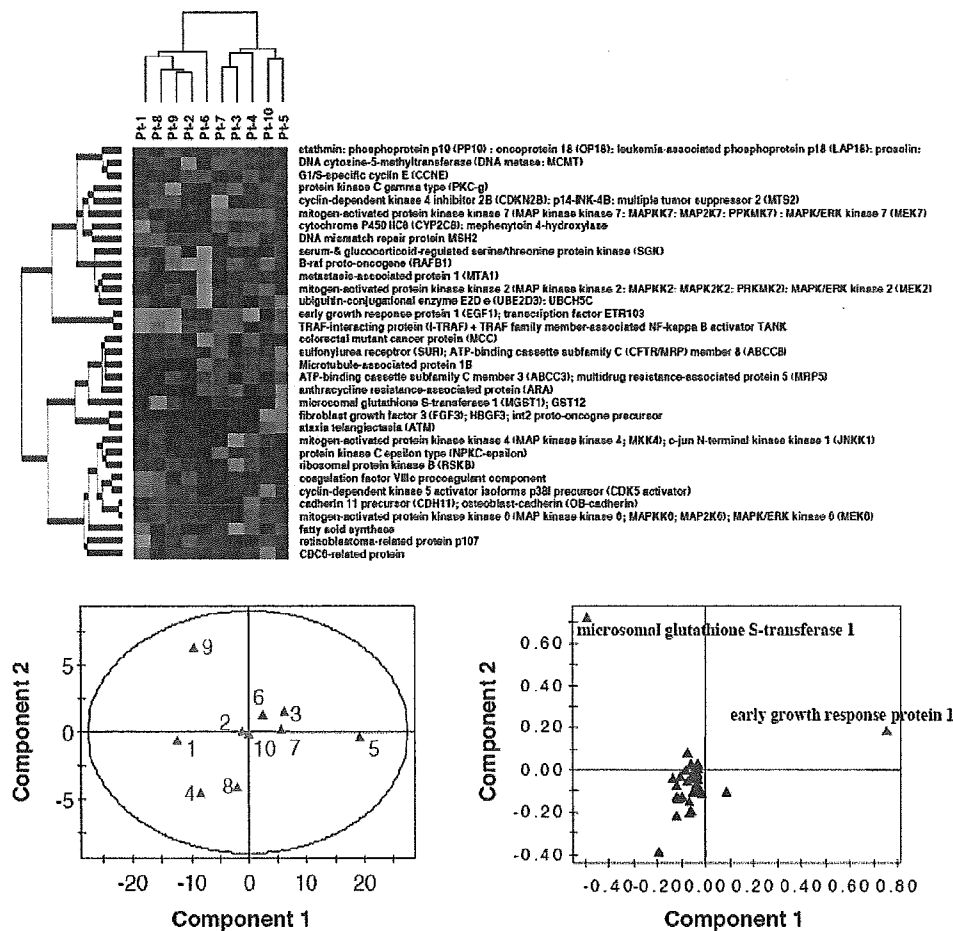 Pt-1 Pt-8 Pt-9 Pt-2 Pt-6 Pt-7 Pt-3 Pt-4 Pt-10 Pt-5
etathmin: phosphoprotein p19 (PP19) : oncoprotein 18 (OP18): leukemia-associated phosphoprotein p18 (LAP18): prosolin:
DNA cytozine-5-methyltransferase (DNA metase: MCMT)
G1/S-specific cyclin E (CCNE)
protein kinase C gamma type (PKC-g)
cyclin-dependent kinase 4 inhibitor 2B (CDKN2B): p14-INK-4B: multiple tumor suppressor 2 (MTS2)
mitogen-activated protein kinase kinase 7 (MAP kinase kinase 7: MAPKK7: MAP2K7: PPKMK7) : MAPK/ERK kinase 7 (MEK7)
cytochrome P450 IIC8 (CYP2C8): mephenytoin 4-hydroxylase
DNA mismatch repair protein MSH2
serum-& glucocorticoid-regulated serine/threonine protein kinase (SGK)
B-raf proto-oncogene (RAFB1)
metastasis-associated protein 1 (MTA1)
mitogen-activated protein kinase kinase 2 (MAP kinase kinase 2: MAPKK2: MAPK2K2: PRKMK2): MAPK/ERK kinase 2 (MEK2)
ubiguhin-conjugational enzyme E2D e (UBE2D3): UBCH5C
early growth response protein 1 (EGF1); transcription factor ETR103
TRAF-interacting protein (I-TRAF) + TRAF family member-associated NF-kappa B activator TANK
colorectal mutant cancer protein (MCC)
sulfonylurea receptror (SUR); ATP-binding cassette subfamily C (CFTR/MRP) member 8 (ABCC8)
Microtubule-associated protein 1B
ATP-binding cassette subfamily C member 3 (ABCC3); multidrug resistance-associated protein 5 (MRP5)
anthracycline resistance-associated protein (ARA)
microsomal glutathione S-transferase 1 (MGST1); GST12
fibroblast growth factor 3 (FGF3); HBGF3; int2 proto-oncogne precursor
ataxia telangiectasia (ATM)
mitogen-activated protein kinase kinase 4 (MAP kinase kinase 4; MKK4); c-jun N-terminal kinase kinase 1 (JNKK1)
protein kinase C epsilon type (NPKC-epsilon)
ribosomal protein kinase B (RSKB)
coagulation factor VIIIc procoagulant component
cyclin-dependent kinase 5 activator isoforms p38I precursor (CDK5 activator)
cadherin 11 precursor (CDH11); osteoblast-cadherin (OB-cadherin)
mitogen-activated protein kinase kinase 6 (MAP kinase kinase 6; MAPKK6; MAP2K6); MAPK/ERK kinase 6 (MEK6)
fatty acid synthase
retinoblastoma-related protein p107
CDC6-related protein
Component 2
5
0
-5
9
6
3
2
10
7
1
5
4
8
-20 -10 0 10 20
Component 1
Component 2
0.60
0.40
0.20
0.00
-0.20
-0.40
microsomal glutathione S-transferase 1
early growth response protein 1
-0.40 -0.20 0.00 0.20 0.40 0.60 0.80
Component 1